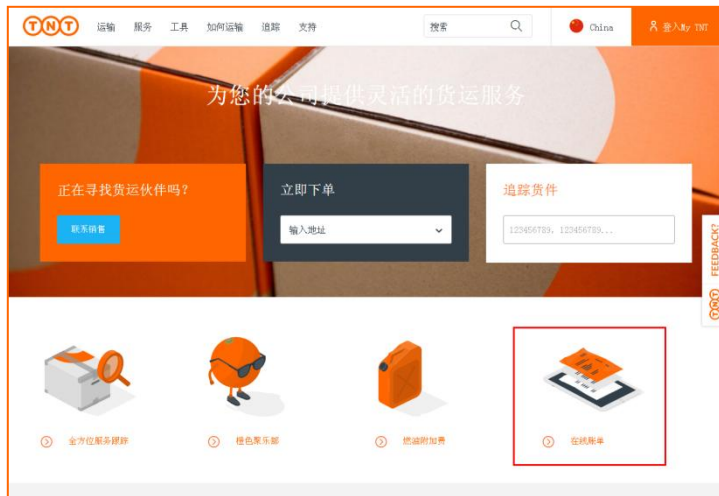 TNT 运输 服务 工具 如何运输 追踪 支持 搜索 China 登入My TNT
为您的公司提供灵活的货运服务
正在寻找货运伙伴吗？
联系销售
立即下单
输入地址
追踪货件
123456789, 123456789...
TNT FEEDBACK?
全方位服务跟踪
橙色聚乐部
燃油附加费
在线账单